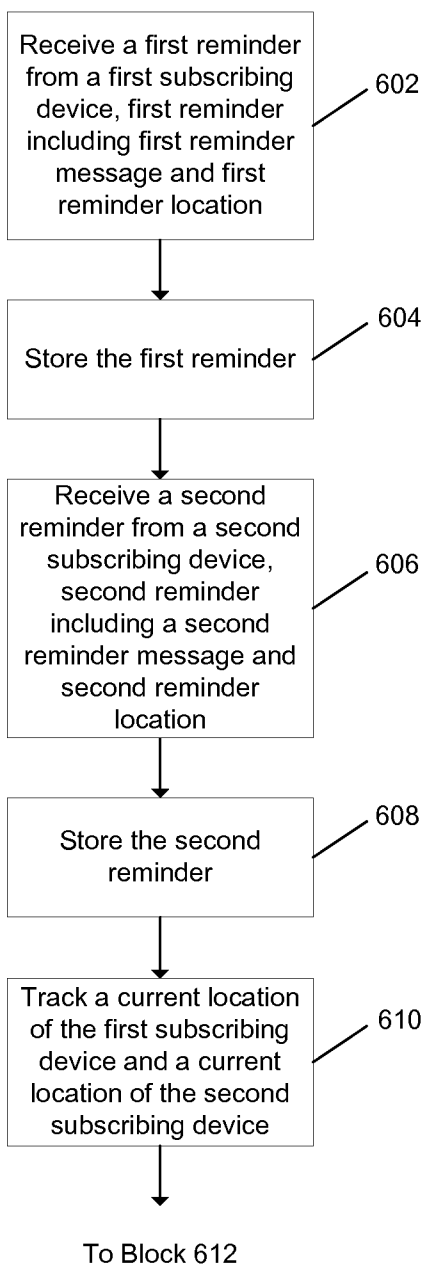 Receive a first reminder
from a first subscribing
device, first reminder
including first reminder
message and first
reminder location
602
Store the first reminder
604
Receive a second
reminder from a second
subscribing device,
second reminder
including a second
reminder message and
second reminder
location
606
Store the second
reminder
608
Track a current location
of the first subscribing
device and a current
location of the second
subscribing device
610
To Block 612